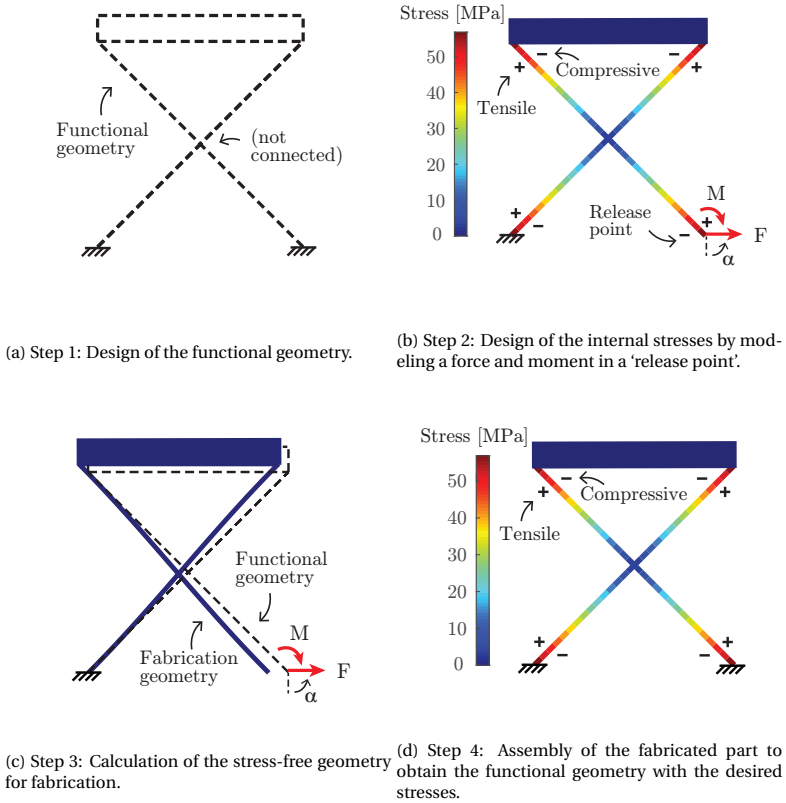 Functional
geometry
(not
connected)
(a) Step 1: Design of the functional geometry.
Stress [MPa]
50
40
30
20
10
0
−
−
+
+
Compressive
Tensile
+
−
Release
point
−
+
M
F
α
(b) Step 2: Design of the internal stresses by mod-
eling a force and moment in a ‘release point’.
Functional
geometry
Fabrication
geometry
M
F
α
(c) Step 3: Calculation of the stress-free geometry
for fabrication.
Stress [MPa]
50
40
30
20
10
0
−
−
+
+
Compressive
Tensile
+
−
+
−
(d) Step 4: Assembly of the fabricated part to
obtain the functional geometry with the desired
stresses.